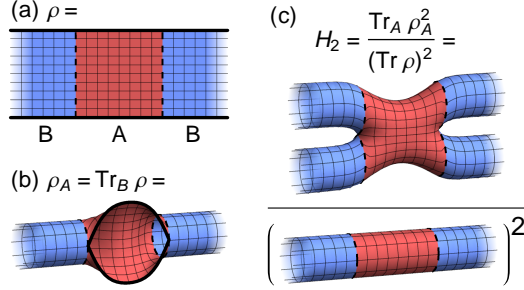 (a) ρ =
B A B
(b) ρ_A = Tr_B ρ =
(c)
H_2 = Tr_A ρ_A^2 / (Tr ρ)^2 =
( )^2